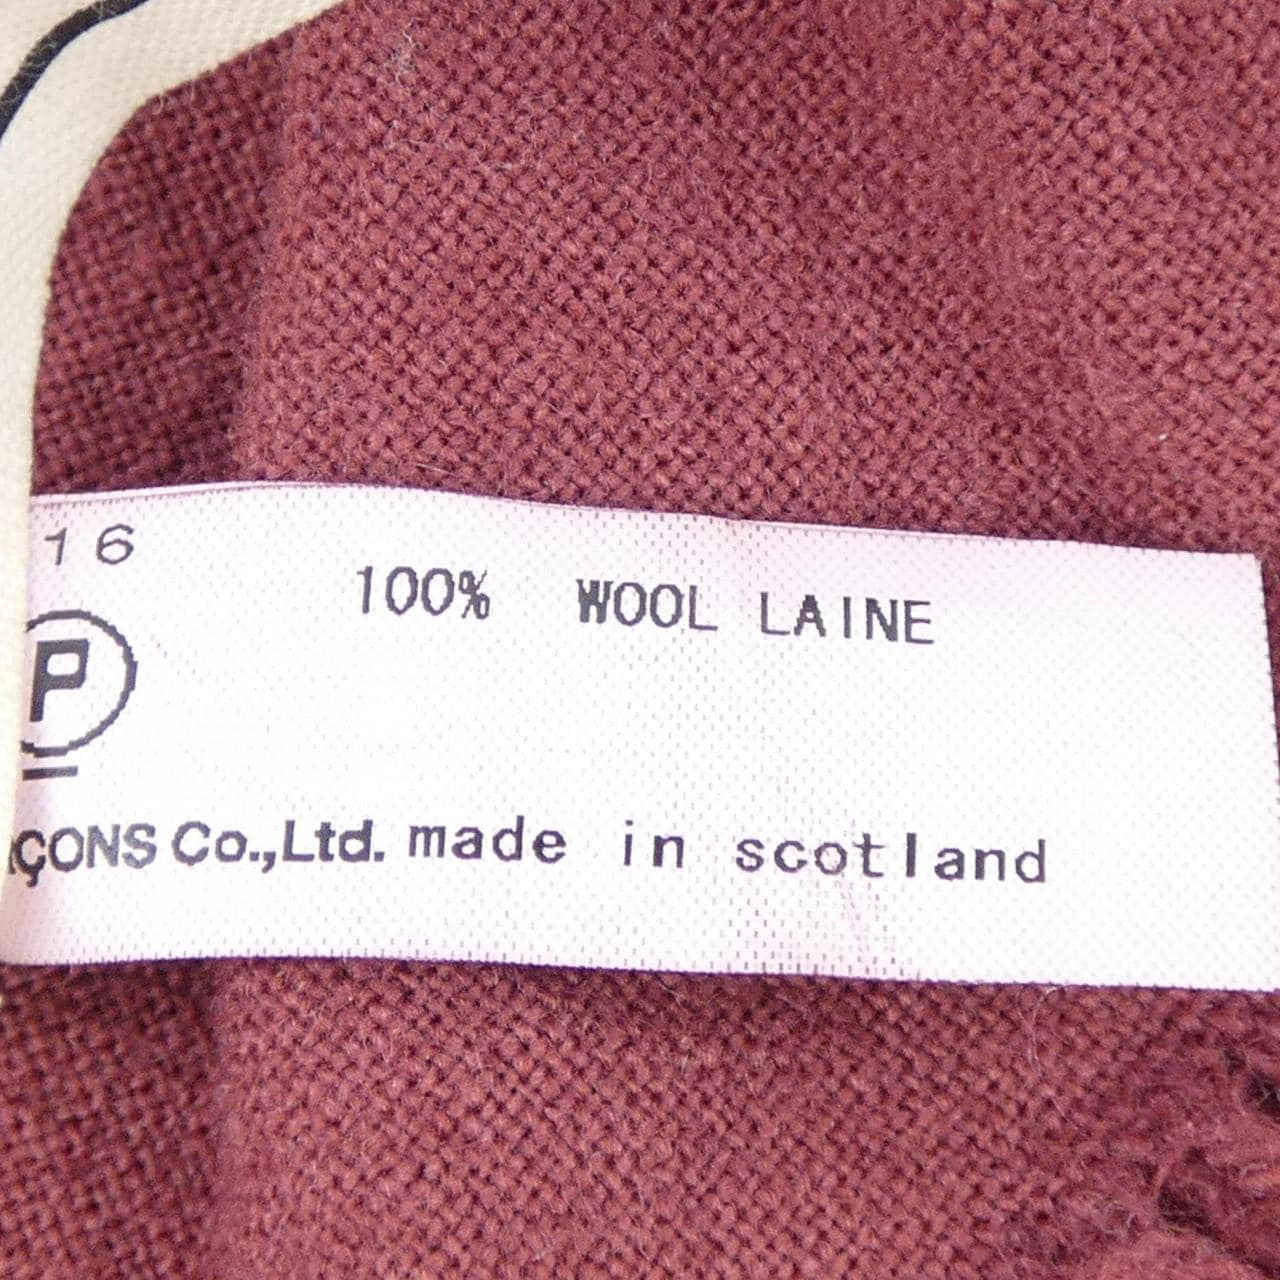 16
100% WOOL LAINE
P
ÇONS Co.,Ltd. made in scotland